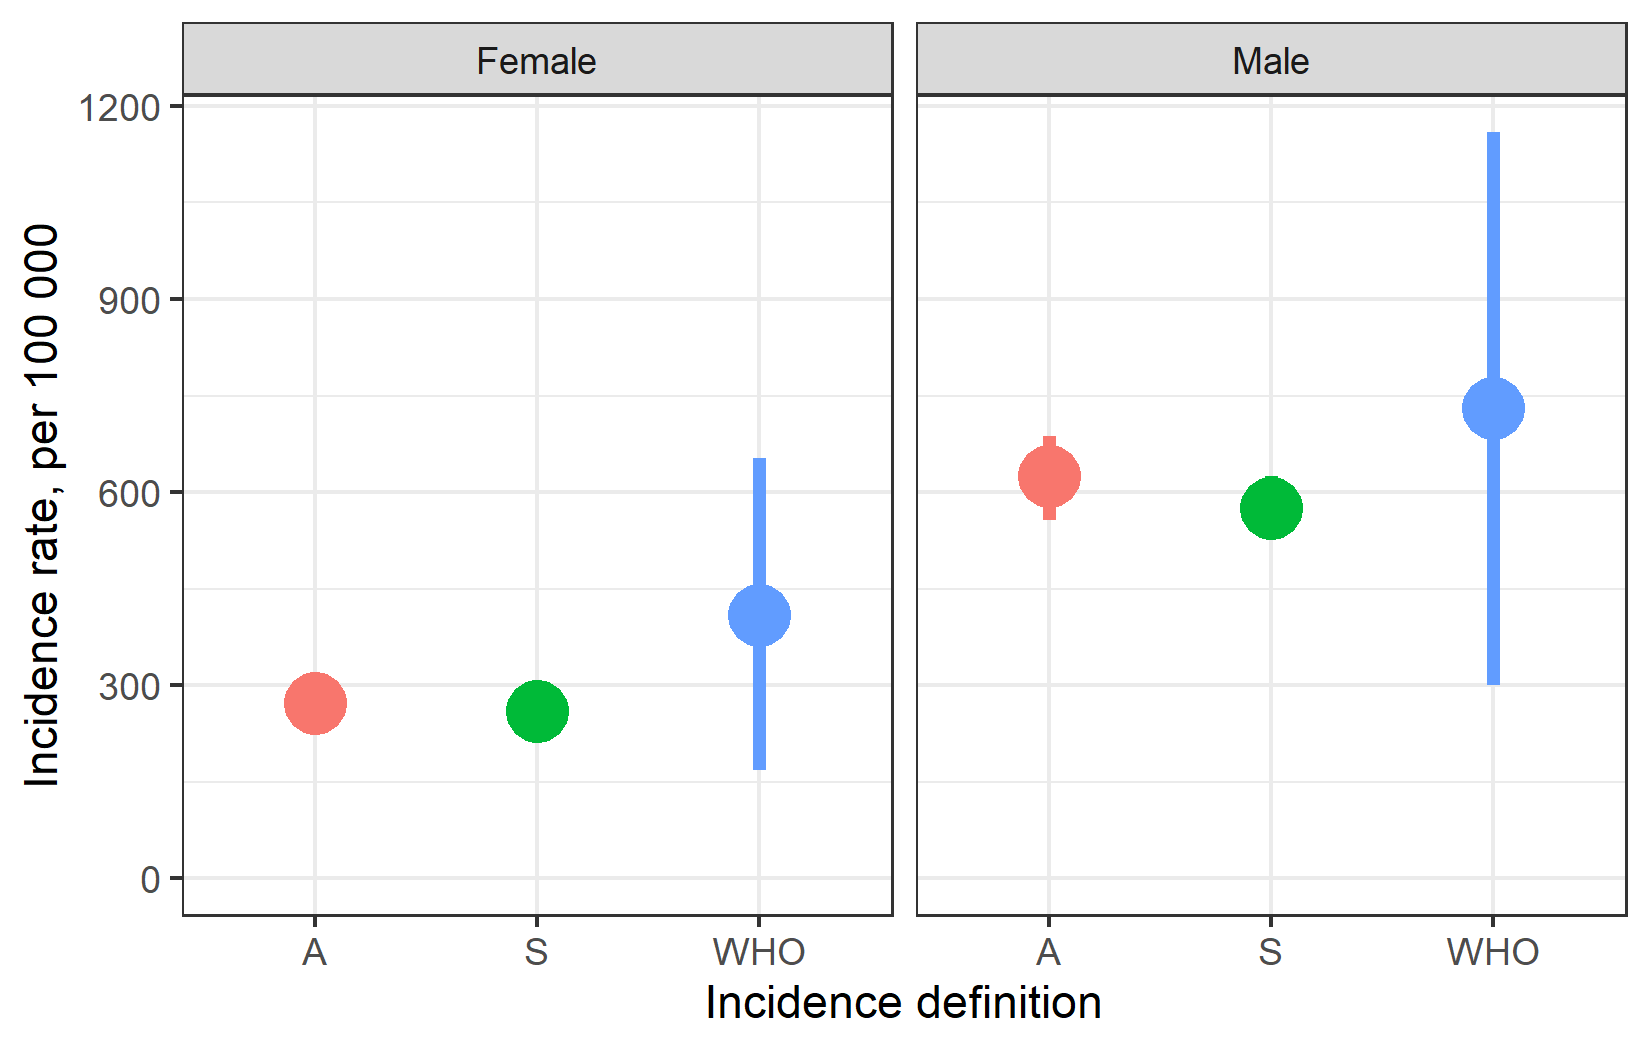 Female
Male
Incidence rate, per 100 000
1200
900
600
300
0
A S WHO
A S WHO
Incidence definition